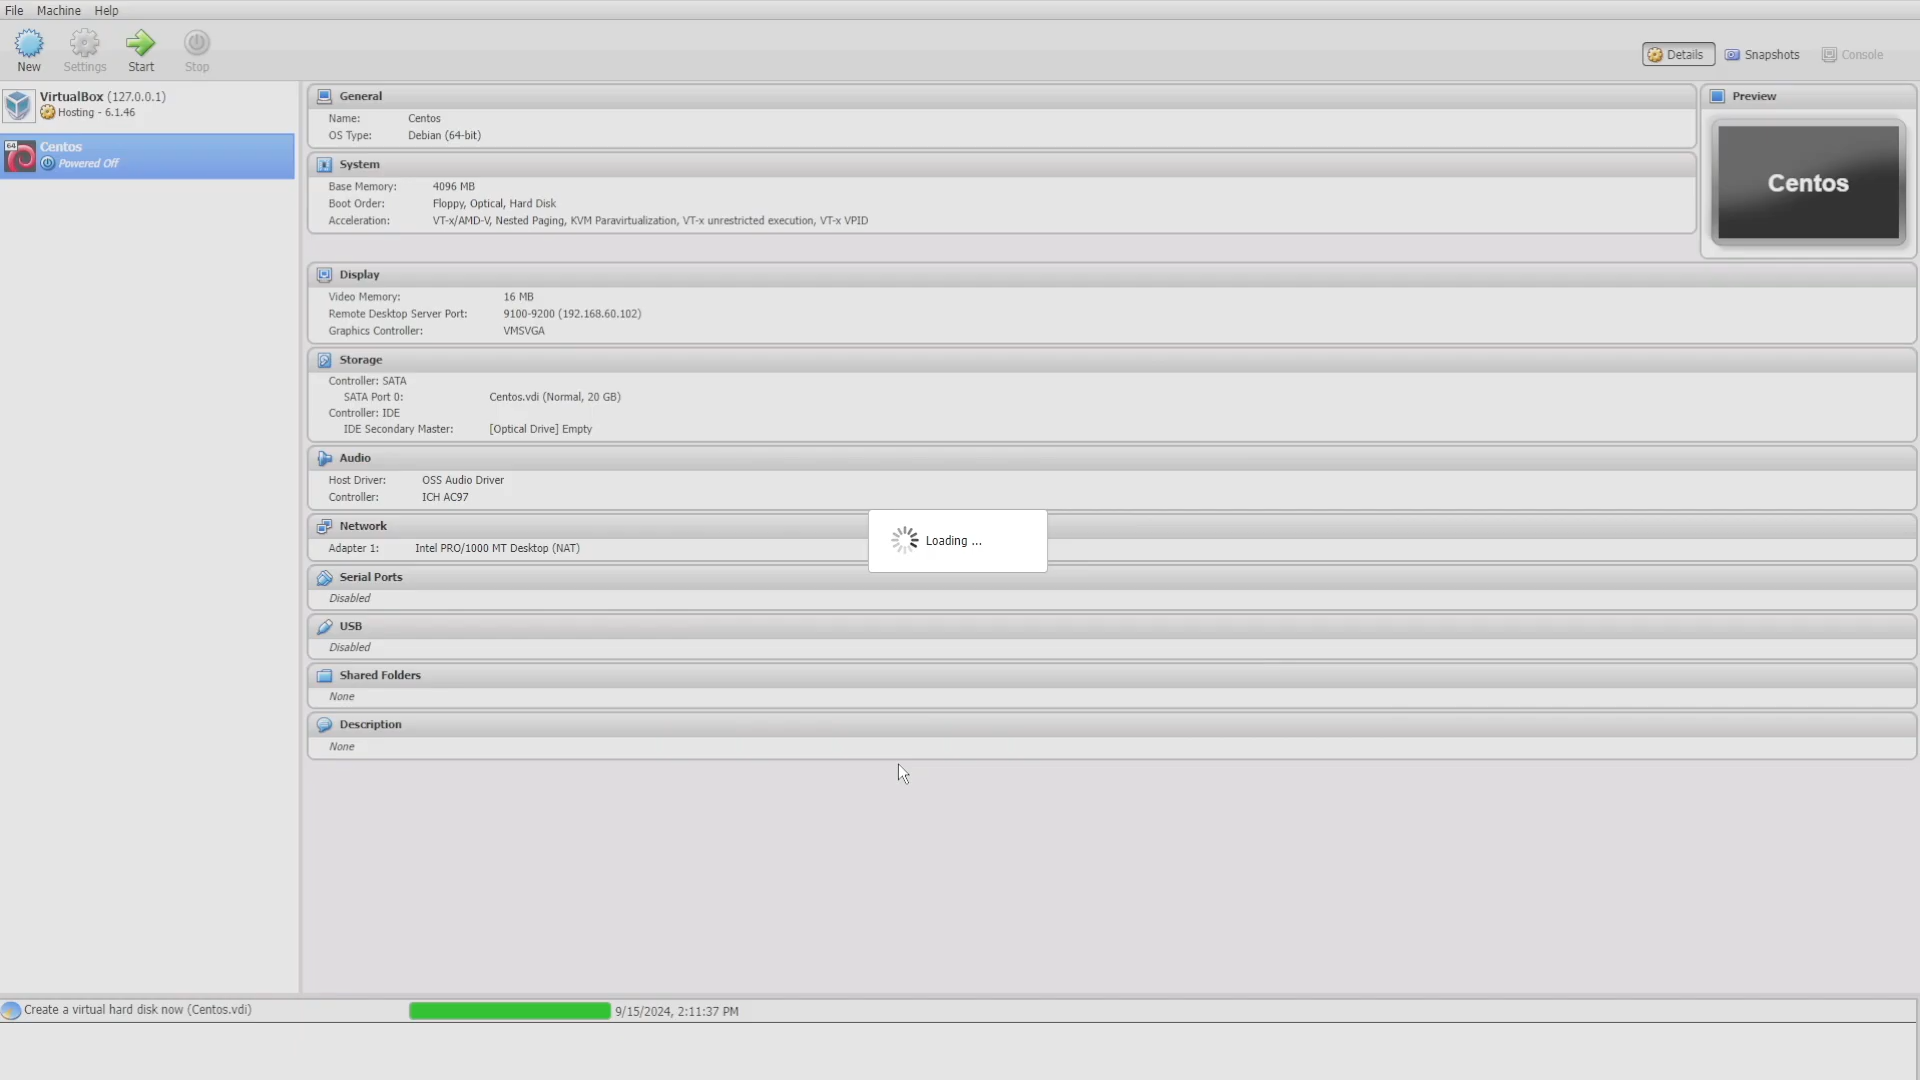 File Machine Help
New Settings Start Stop
Details Snapshots Console
VirtualBox (127.0.0.1)
Hosting - 6.1.46
64
Centos
Powered Off
General
Name: Centos
OS Type: Debian (64-bit)
System
Base Memory: 4096 MB
Boot Order: Floppy, Optical, Hard Disk
Acceleration: VT-x/AMD-V, Nested Paging, KVM Paravirtualization, VT-x unrestricted execution, VT-x VPID
Preview
Centos
Display
Video Memory: 16 MB
Remote Desktop Server Port: 9100-9200 (192.168.60.102)
Graphics Controller: VMSVGA
Storage
Controller: SATA
SATA Port 0: Centos.vdi (Normal, 20 GB)
Controller: IDE
IDE Secondary Master: [Optical Drive] Empty
Audio
Host Driver: OSS Audio Driver
Controller: ICH AC97
Network
Adapter 1: Intel PRO/1000 MT Desktop (NAT)
Loading ...
Serial Ports
Disabled
USB
Disabled
Shared Folders
None
Description
None
Create a virtual hard disk now (Centos.vdi) 9/15/2024, 2:11:37 PM